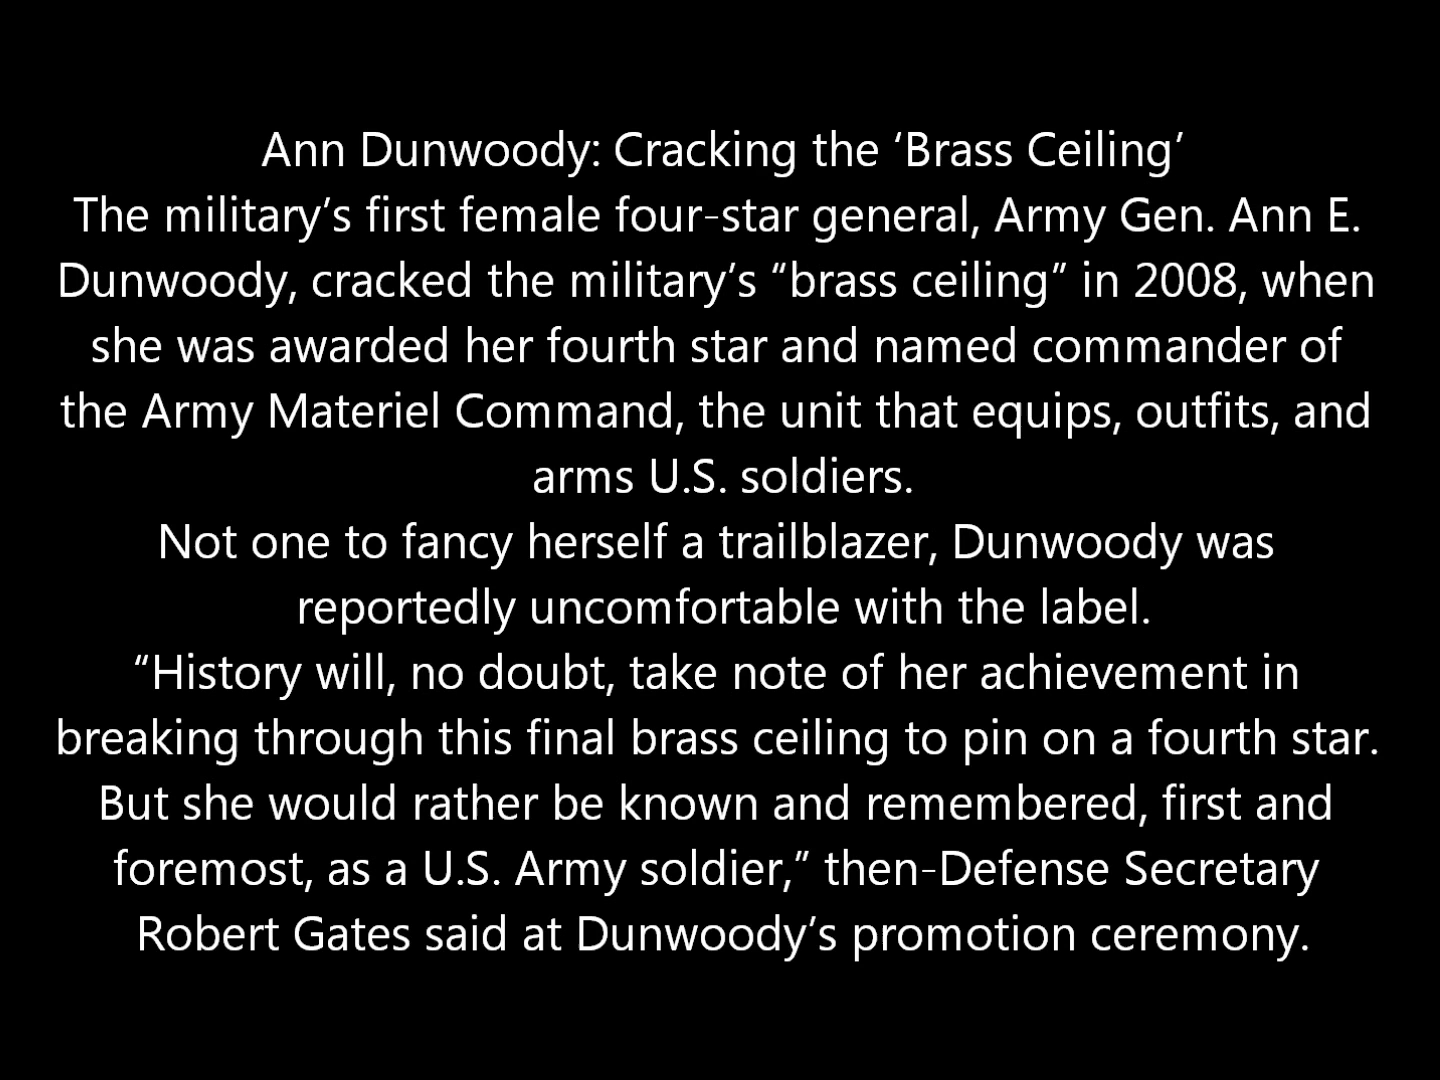 Ann Dunwoody: Cracking the ‘Brass Ceiling’
The military’s first female four-star general, Army Gen. Ann E.
Dunwoody, cracked the military’s “brass ceiling” in 2008, when
she was awarded her fourth star and named commander of
the Army Materiel Command, the unit that equips, outfits, and
arms U.S. soldiers.
Not one to fancy herself a trailblazer, Dunwoody was
reportedly uncomfortable with the label.
“History will, no doubt, take note of her achievement in
breaking through this final brass ceiling to pin on a fourth star.
But she would rather be known and remembered, first and
foremost, as a U.S. Army soldier,” then-Defense Secretary
Robert Gates said at Dunwoody’s promotion ceremony.